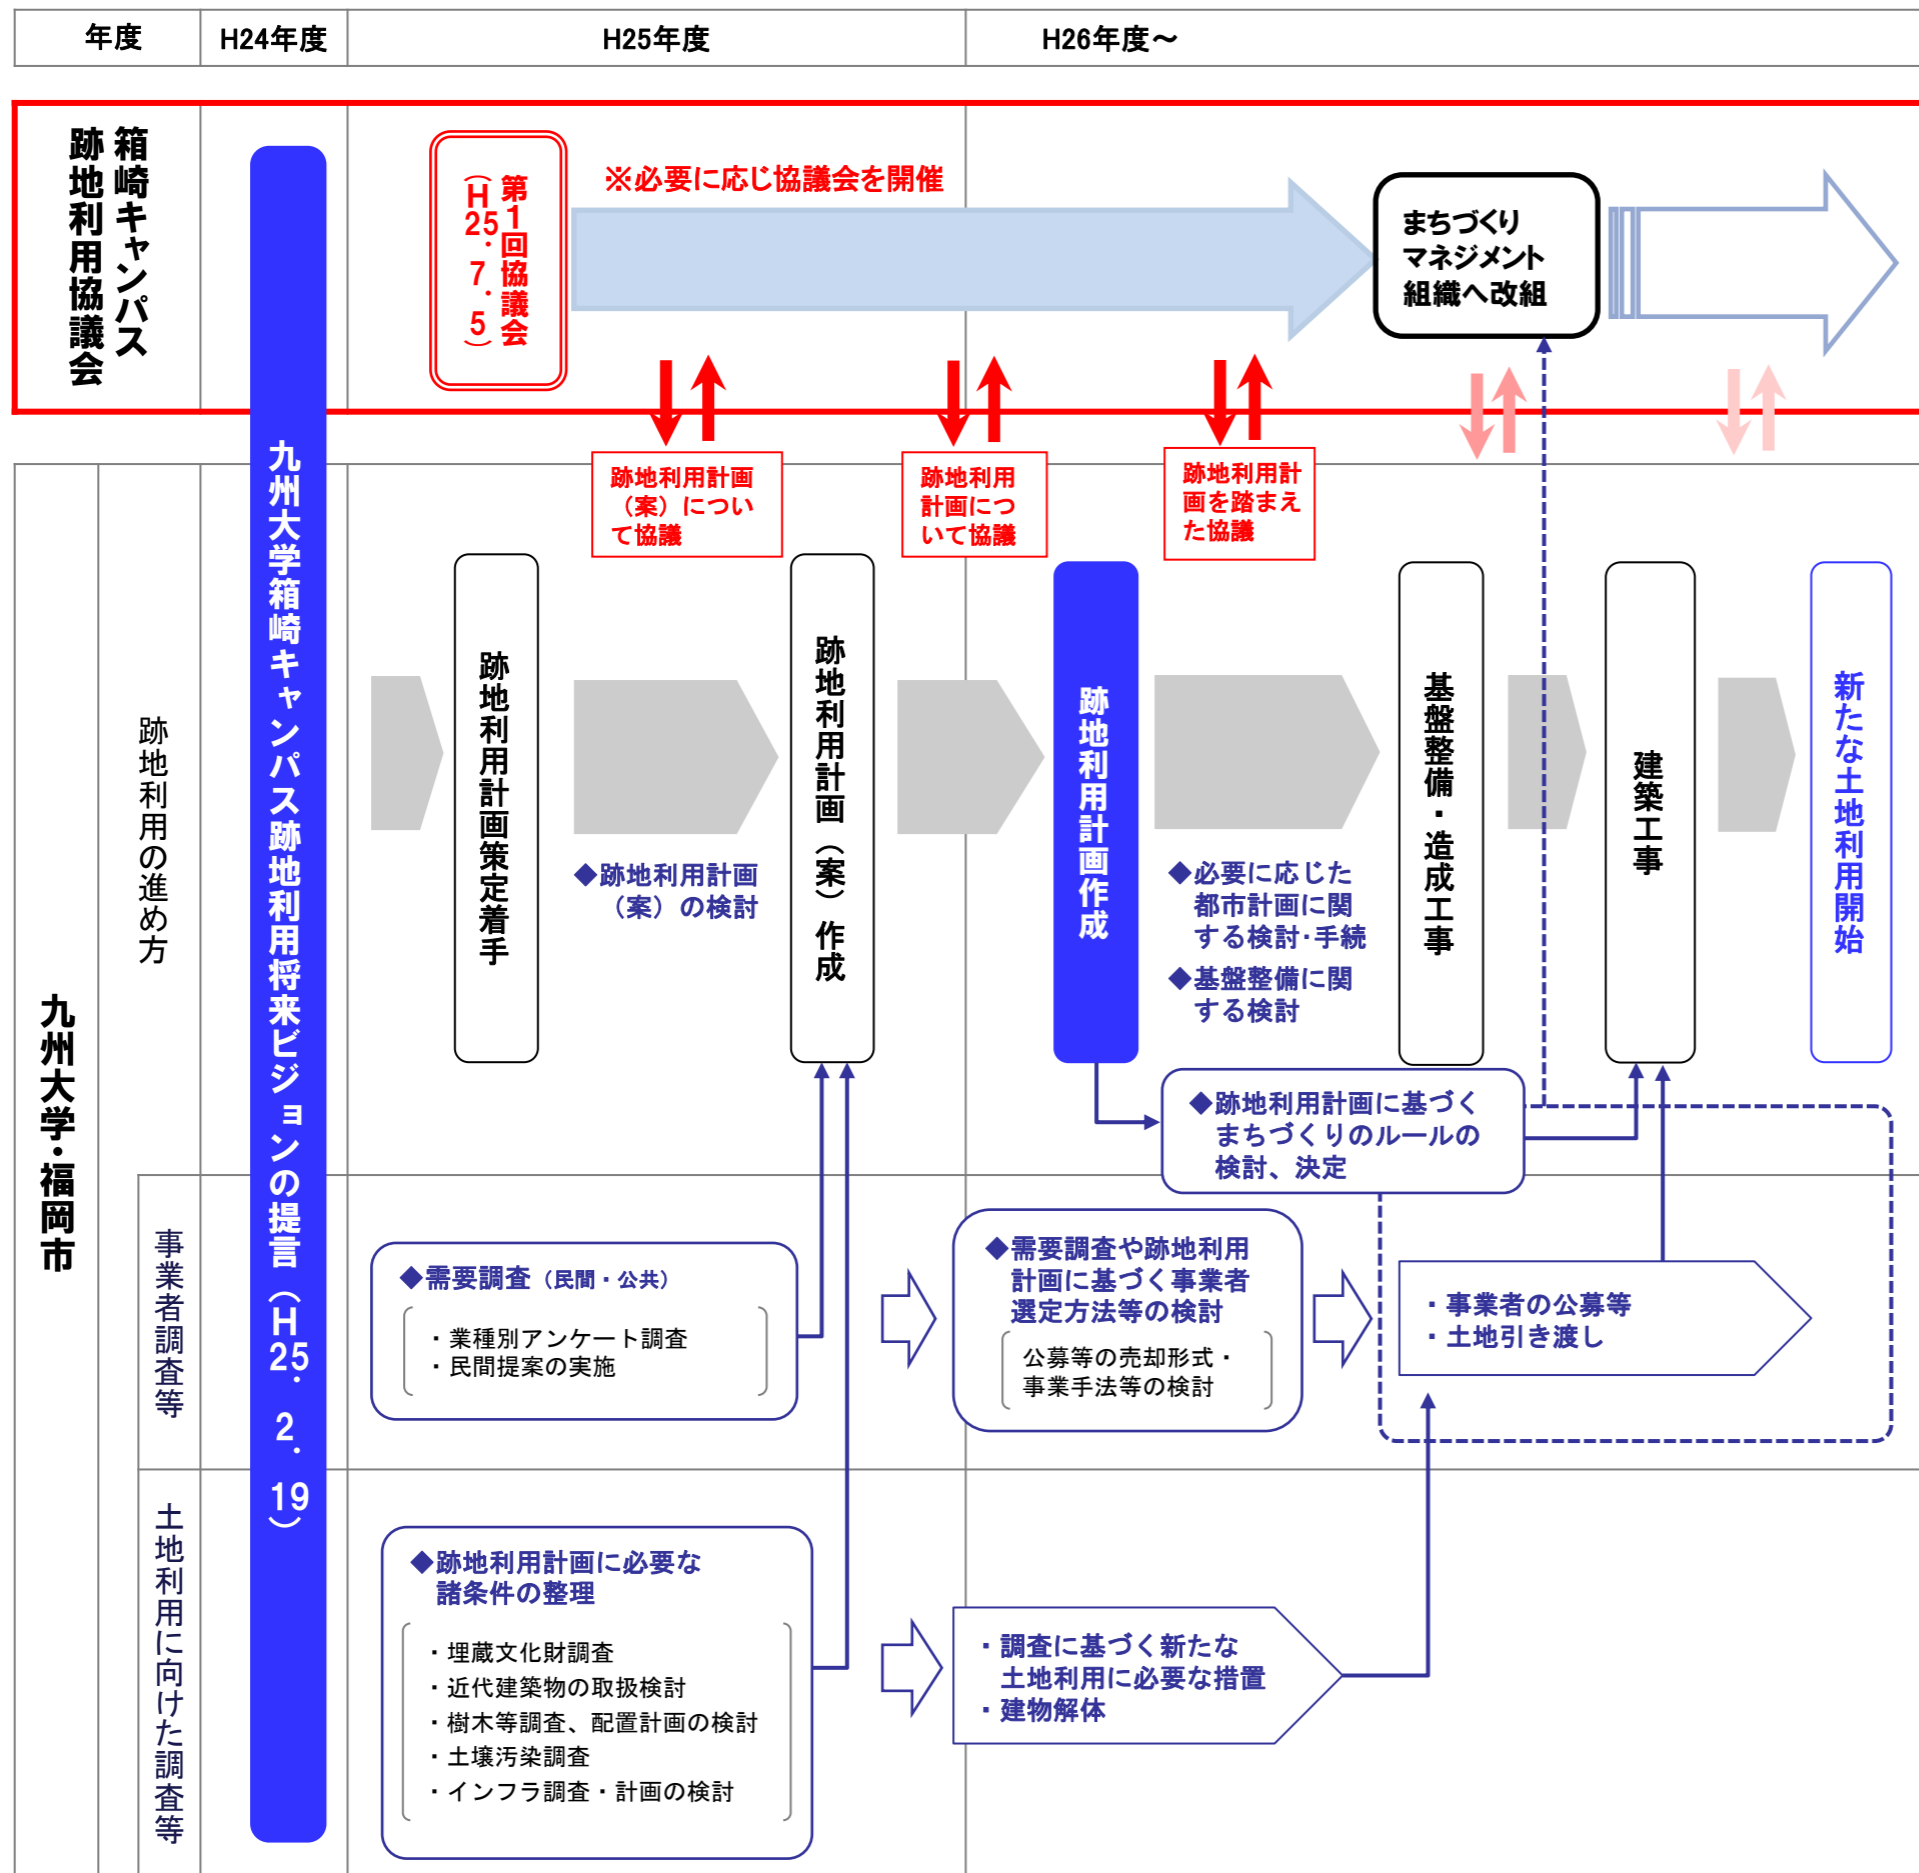 年度
H24年度
H25年度
H26年度～
箱崎キャンパス
跡地利用協議会
第1回協議会
（H25．7．5）
※必要に応じ協議会を開催
まちづくり
マネジメント
組織へ改組
跡地利用計画
（案）につい
て協議
跡地利用
計画につ
いて協議
跡地利用計
画を踏まえ
た協議
九州大学箱崎キャンパス跡地利用将来ビジョンの提言（H25．2．19）
九州大学・福岡市
跡地利用の進め方
跡地利用計画策定着手
◆跡地利用計画
（案）の検討
跡地利用計画（案）作成
跡地利用計画作成
◆必要に応じた
都市計画に関
する検討・手続
◆基盤整備に関
する検討
基盤整備・造成工事
建築工事
新たな土地利用開始
◆跡地利用計画に基づく
まちづくりのルールの
検討、決定
事業者調査等
◆需要調査（民間・公共）
・業種別アンケート調査
・民間提案の実施
◆需要調査や跡地利用
計画に基づく事業者
選定方法等の検討
公募等の売却形式・
事業手法等の検討
・事業者の公募等
・土地引き渡し
土地利用に向けた調査等
◆跡地利用計画に必要な
諸条件の整理
・埋蔵文化財調査
・近代建築物の取扱検討
・樹木等調査、配置計画の検討
・土壌汚染調査
・インフラ調査・計画の検討
・調査に基づく新たな
土地利用に必要な措置
・建物解体